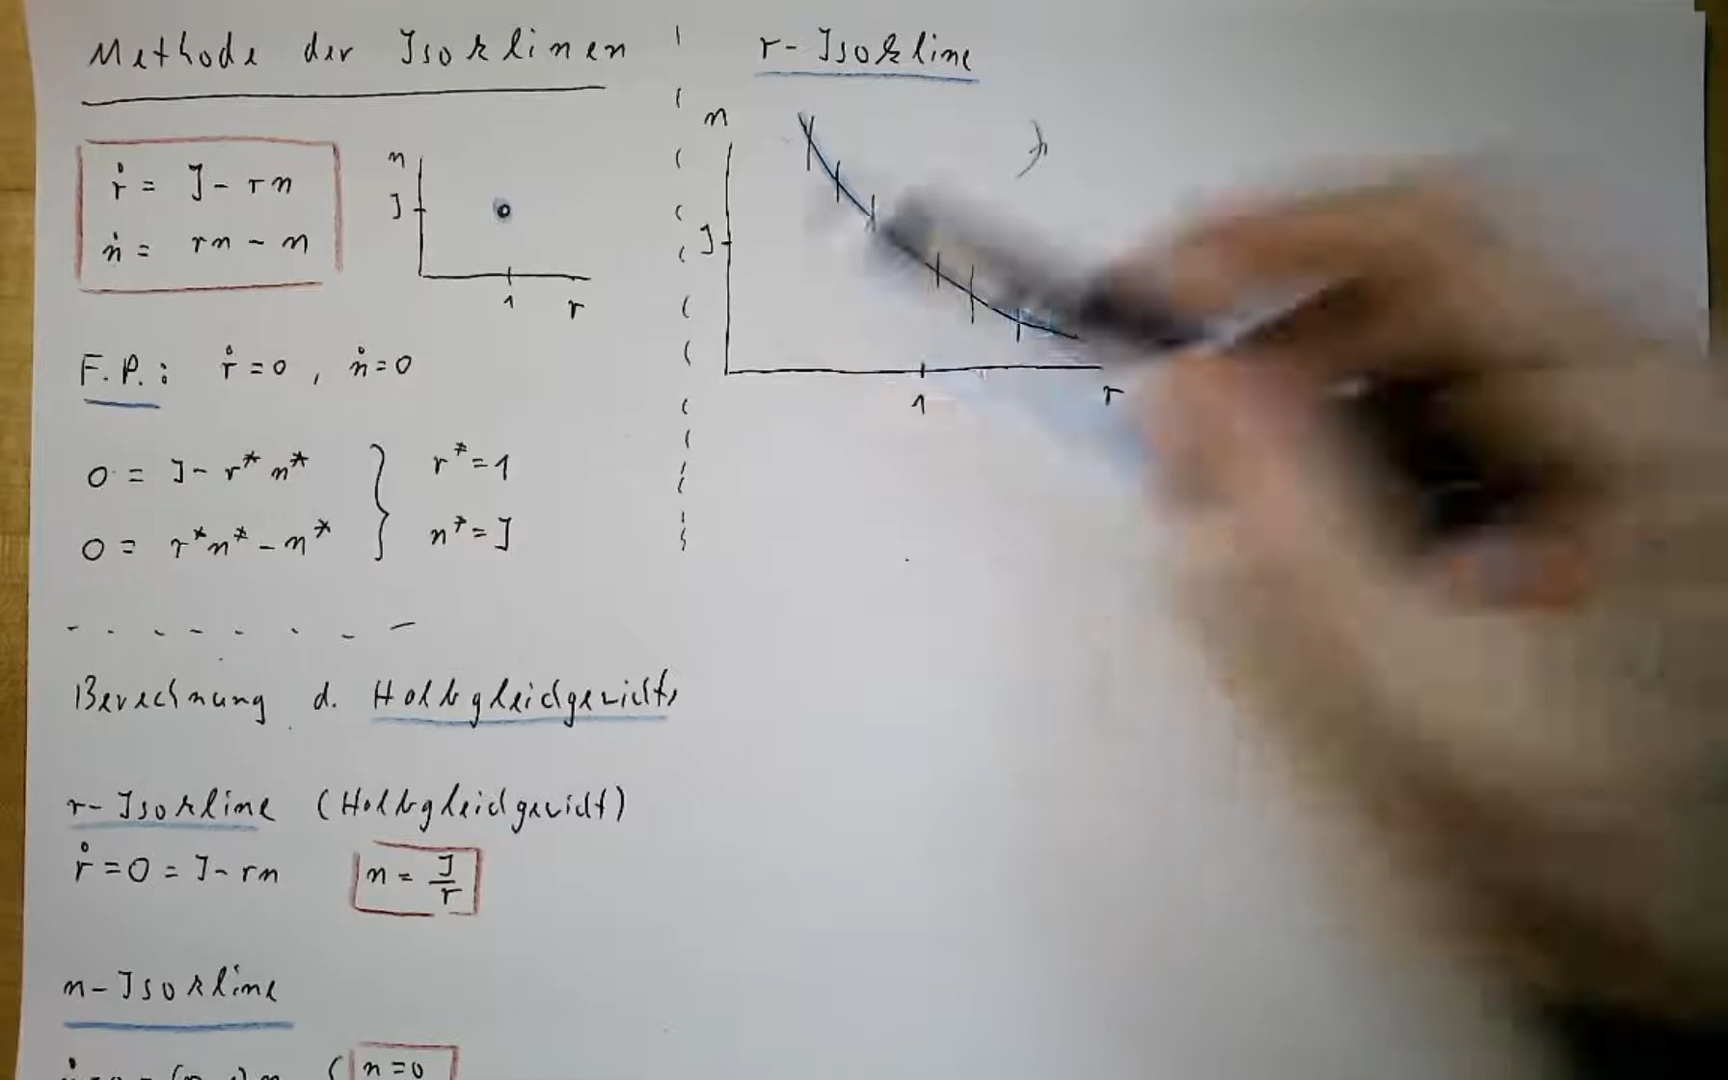 Methode der Isoklinen
ṙ = J - rn
ṅ = rn - n
n
J
1
r
F.P.: ṙ=0, ṅ=0
0 = J - r* n*
0 = r*n* - n*
r*=1
n*=J
Berechnung d. Halbgleichgewichts
r-Isokline (Halbgleichgewicht)
ṙ=0=J-rn
n = J/r
n-Isokline
n=0
r-Isokline
n
J
1
r